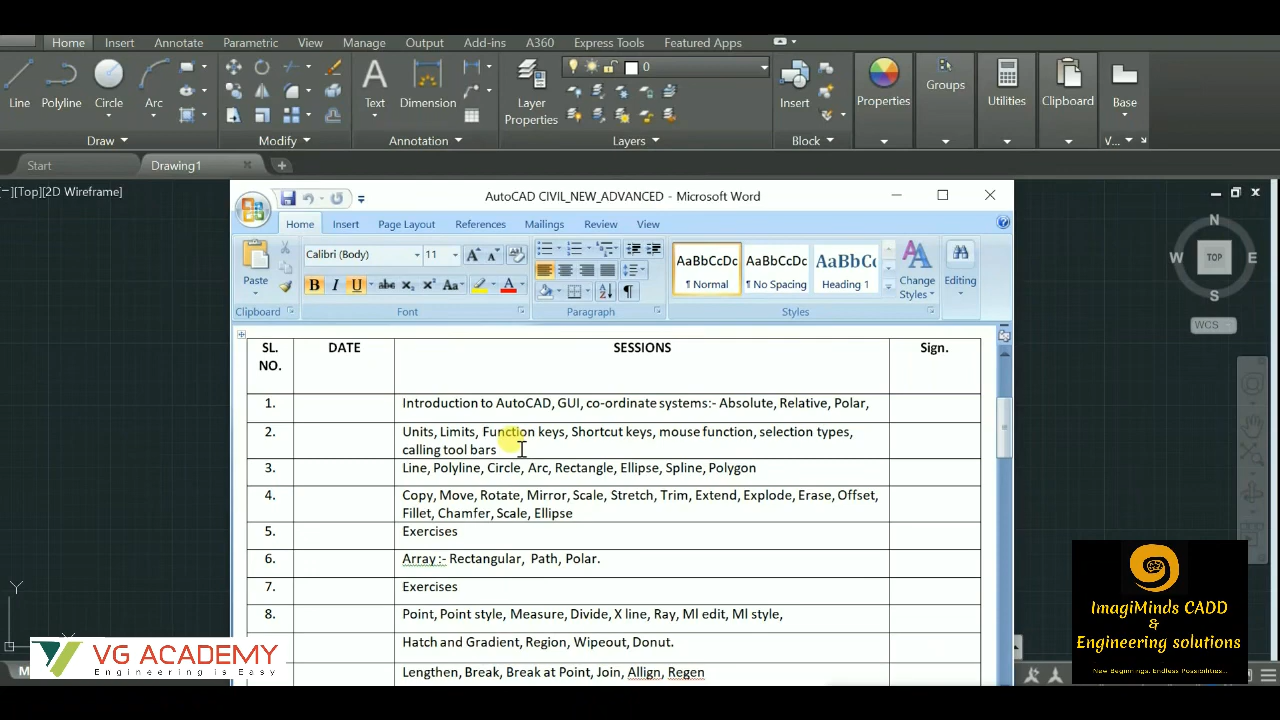 Home Insert Annotate Parametric View Manage Output Add-ins A360 Express Tools Featured Apps
Line Polyline Circle Arc Text Dimension Layer Properties 0 Insert Properties Groups Utilities Clipboard Base
Draw Modify Annotation Layers Block V...
Start Drawing1
[Top][2D Wireframe]
AutoCAD CIVIL_NEW_ADVANCED - Microsoft Word
Home Insert Page Layout References Mailings Review View
Paste Calibri (Body) 11 AaBbCcDc AaBbCcDc AaBbCc
Normal No Spacing Heading 1 Change Styles Editing
Clipboard Font Paragraph Styles
N
W TOP E
S
WCS
SL. NO. DATE SESSIONS Sign.
1. Introduction to AutoCAD, GUI, co-ordinate systems:- Absolute, Relative, Polar,
2. Units, Limits, Function keys, Shortcut keys, mouse function, selection types,
calling tool bars
3. Line, Polyline, Circle, Arc, Rectangle, Ellipse, Spline, Polygon
4. Copy, Move, Rotate, Mirror, Scale, Stretch, Trim, Extend, Explode, Erase, Offset,
Fillet, Chamfer, Scale, Ellipse
5. Exercises
6. Array :- Rectangular, Path, Polar.
7. Exercises
8. Point, Point style, Measure, Divide, X line, Ray, Ml edit, Ml style,
Hatch and Gradient, Region, Wipeout, Donut.
Lengthen, Break, Break at Point, Join, Allign, Regen
Y
VG ACADEMY
Engineering is Easy
ImagiMinds CADD
&
Engineering solutions
New Beginnings. Endless Possibilities...